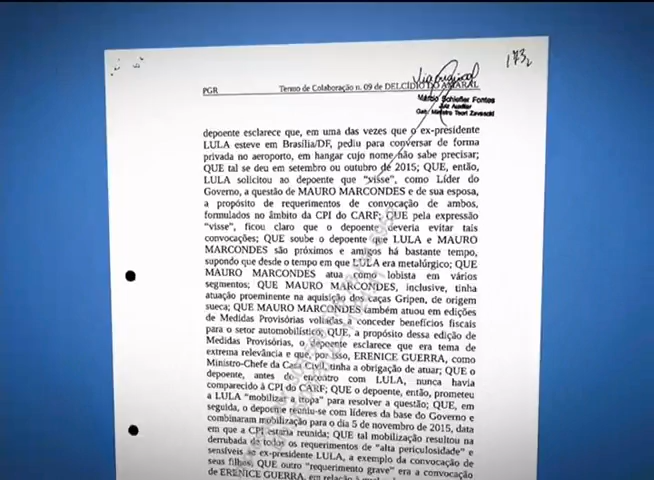 173
PGR Termo de Colaboração n. 09 de DELCÍDIO DO AMARAL
Márcio Schiefler Fontes
Juiz Auxiliar
Gab. Ministro Teori Zavascki
depoente esclarece que, em uma das vezes que o ex-presidente
LULA esteve em Brasília/DF, pediu para conversar de forma
privada no aeroporto, em hangar cujo nome não sabe precisar;
QUE tal se deu em setembro ou outubro de 2015; QUE, então,
LULA solicitou ao depoente que "visse", como Líder do
Governo, a questão de MAURO MARCONDES e de sua esposa,
a propósito de requerimentos de convocação de ambos,
formulados no âmbito da CPI do CARF; QUE pela expressão
"visse", ficou claro que o depoente deveria evitar tais
convocações; QUE soube o depoente que LULA e MAURO
MARCONDES são próximos e amigos há bastante tempo,
supondo que desde o tempo em que LULA era metalúrgico; QUE
MAURO MARCONDES atua como lobista em vários
segmentos; QUE MAURO MARCONDES, inclusive, tinha
atuação proeminente na aquisição dos caças Gripen, de origem
sueca; QUE MAURO MARCONDES também atuou em edições
de Medidas Provisórias voltadas a conceder benefícios fiscais
para o setor automobilístico; QUE, a propósito dessa edição de
Medidas Provisórias, o depoente esclarece que era tema de
extrema relevância e que, por isso, ERENICE GUERRA, como
Ministro-Chefe da Casa Civil, tinha a obrigação de atuar; QUE o
depoente, antes do encontro com LULA, nunca havia
comparecido à CPI do CARF; QUE o depoente, então, prometeu
a LULA "mobilizar a tropa" para resolver a questão; QUE, em
seguida, o depoente reuniu-se com líderes da base do Governo e
combinaram mobilização para o dia 5 de novembro de 2015, data
em que a CPI estaria reunida; QUE tal mobilização resultou na
derrubada de todos os requerimentos de "alta periculosidade" e
sensíveis ao ex-presidente LULA, a exemplo da convocação de
seus filhos; QUE outro "requerimento grave" era a convocação
de ERENICE GUERRA, em relação à